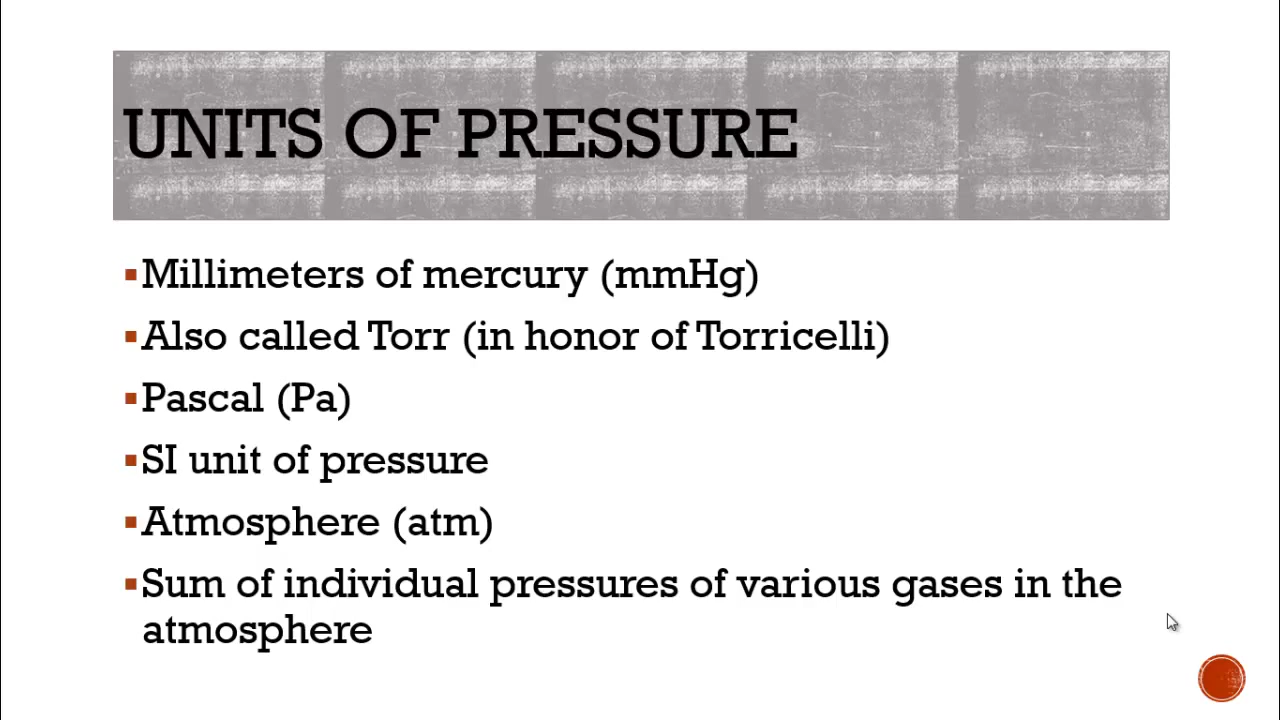 UNITS OF PRESSURE
▪Millimeters of mercury (mmHg)
▪Also called Torr (in honor of Torricelli)
▪Pascal (Pa)
▪SI unit of pressure
▪Atmosphere (atm)
▪Sum of individual pressures of various gases in the
atmosphere